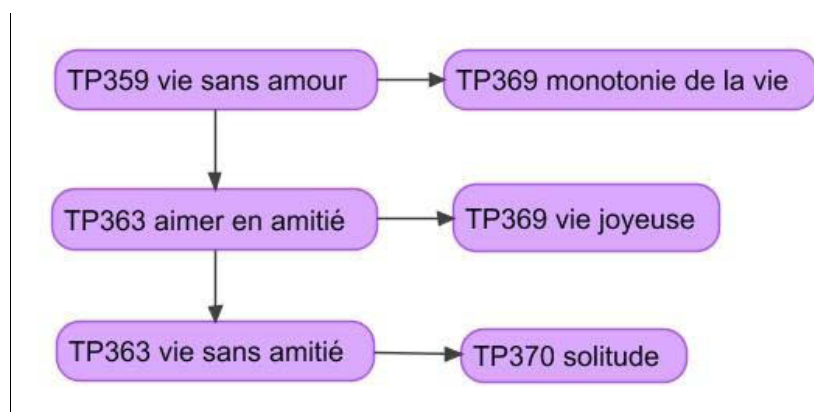 TP359 vie sans amour
TP369 monotonie de la vie
TP363 aimer en amitié
TP369 vie joyeuse
TP363 vie sans amitié
TP370 solitude